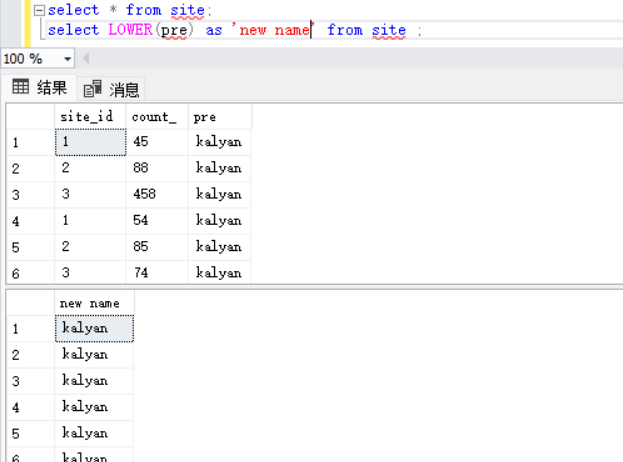 select * from site;
select LOWER(pre) as 'new name' from site ;
100 %
结果 消息
site_id count_ pre
1 1 45 kalyan
2 2 88 kalyan
3 3 458 kalyan
4 1 54 kalyan
5 2 85 kalyan
6 3 74 kalyan
new name
1 kalyan
2 kalyan
3 kalyan
4 kalyan
5 kalyan
6 kalyan